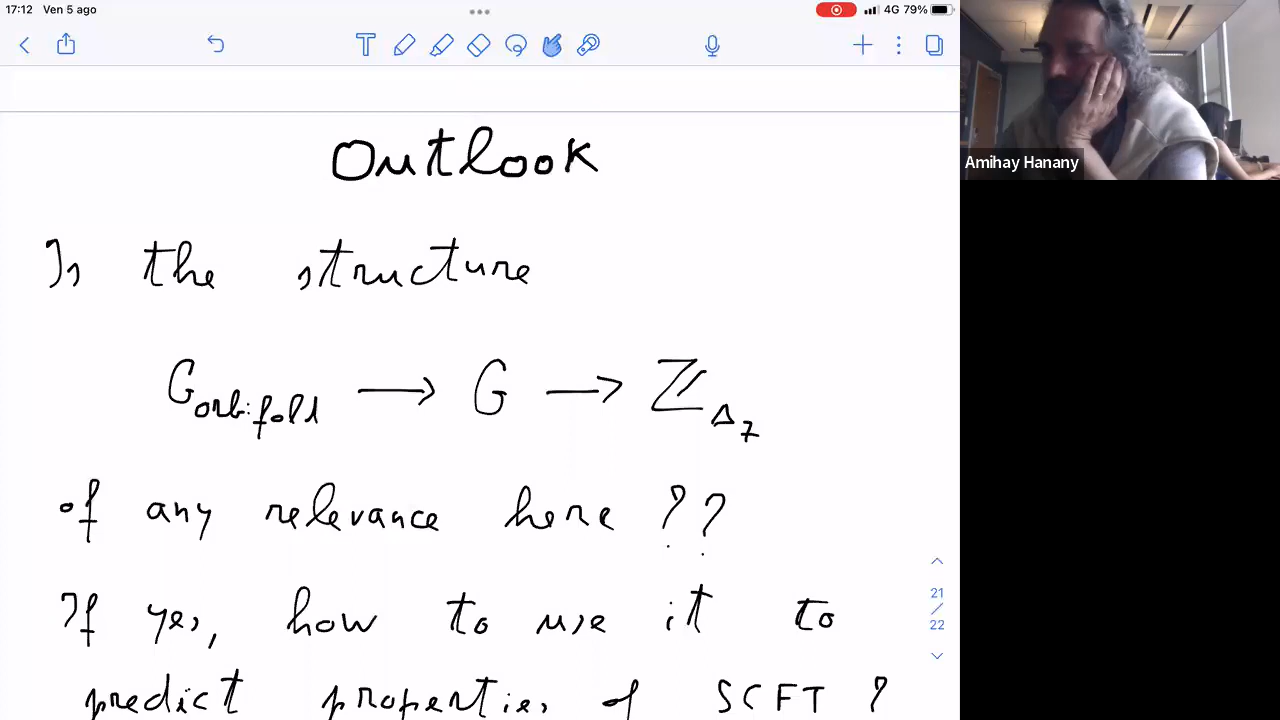 17:12 Ven 5 ago
4G 79%
Outlook
Is the structure
G_orbifold → G → ℤ_Δ_7
of any relevance here ??
If yes, how to use it to
predict properties of SCFT ?
21
/
22
Amihay Hanany